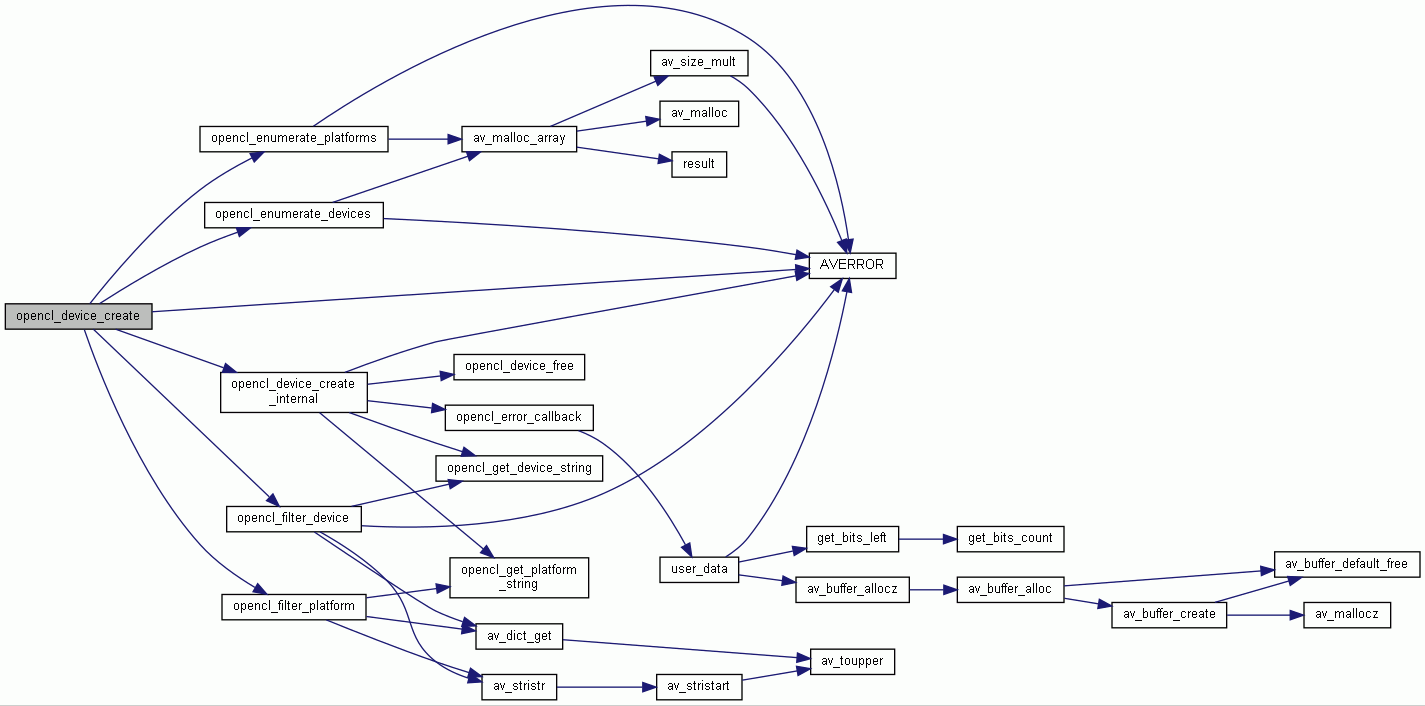 av_size_mult
av_malloc
opencl_enumerate_platforms
av_malloc_array
result
opencl_enumerate_devices
AVERROR
opencl_device_create
opencl_device_free
opencl_device_create
_internal
opencl_error_callback
opencl_get_device_string
opencl_filter_device
get_bits_left
get_bits_count
user_data
av_buffer_default_free
opencl_get_platform
_string
av_buffer_allocz
av_buffer_alloc
opencl_filter_platform
av_buffer_create
av_mallocz
av_dict_get
av_toupper
av_stristr
av_stristart